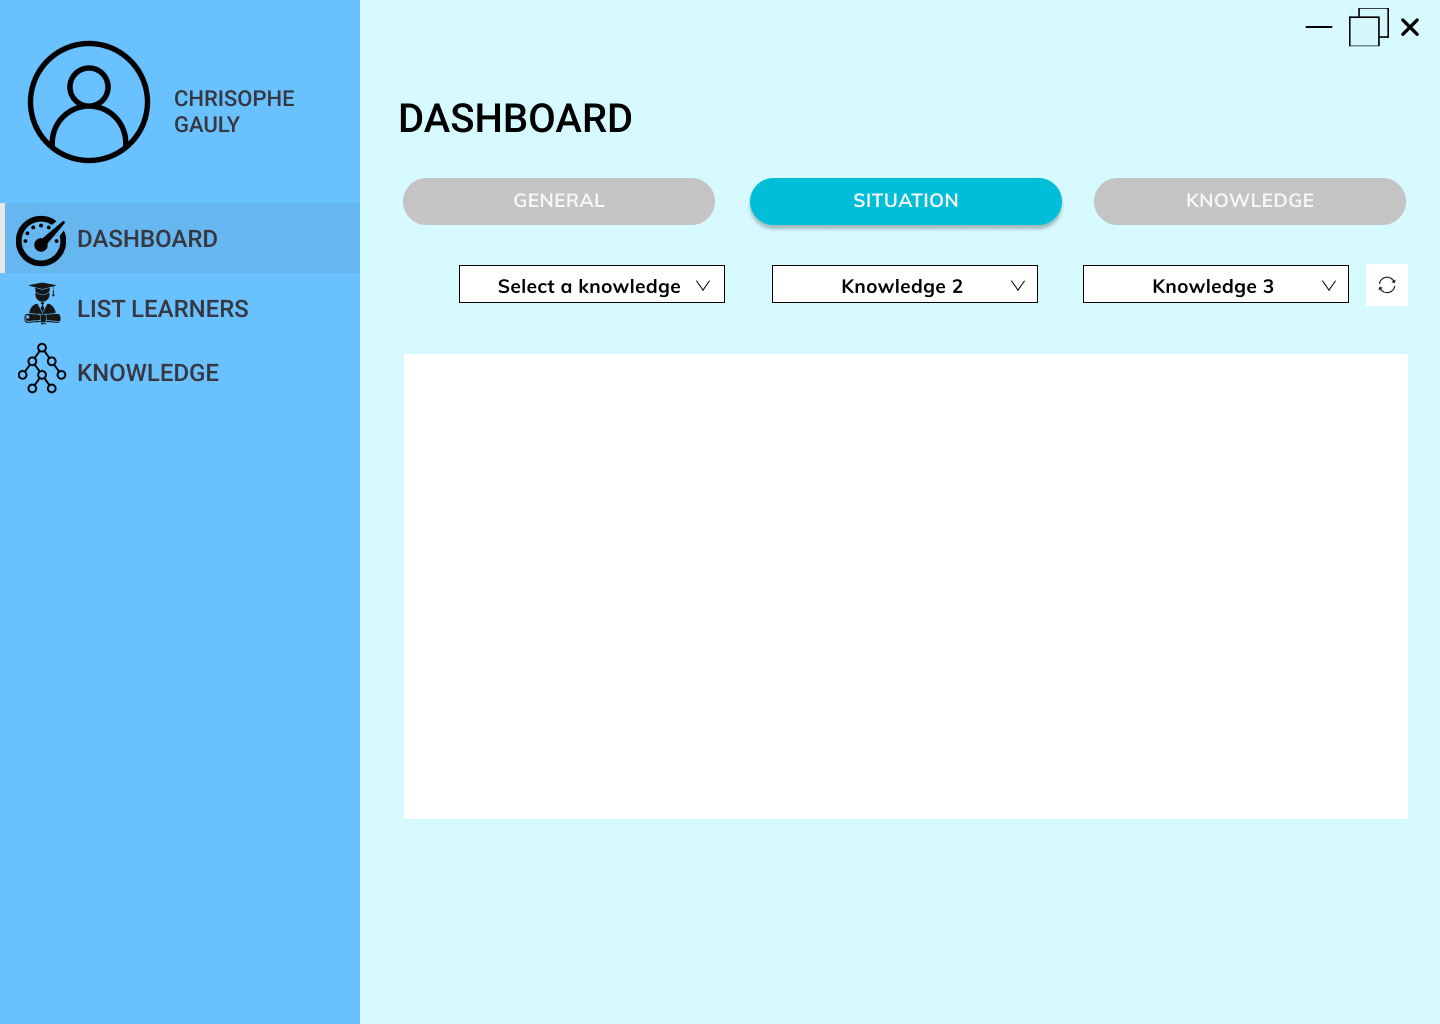 CHRISOPHE
GAULY
DASHBOARD
LIST LEARNERS
KNOWLEDGE
DASHBOARD
GENERAL
SITUATION
KNOWLEDGE
Select a knowledge
Knowledge 2
Knowledge 3